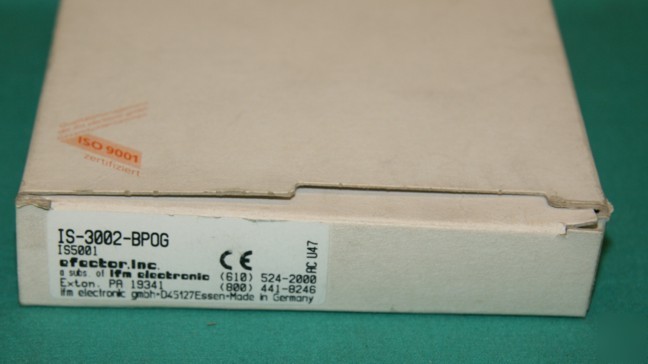 ISO 9001
zertifiziert
IS-3002-BPOG
IS5001
efector,inc.
a subs. of ifm electronic (610) 524-2000
Exton, PA 19341 (800) 441-8246
ifm electronic gmbh•D45127Essen•Made in Germany
CE
AC U47